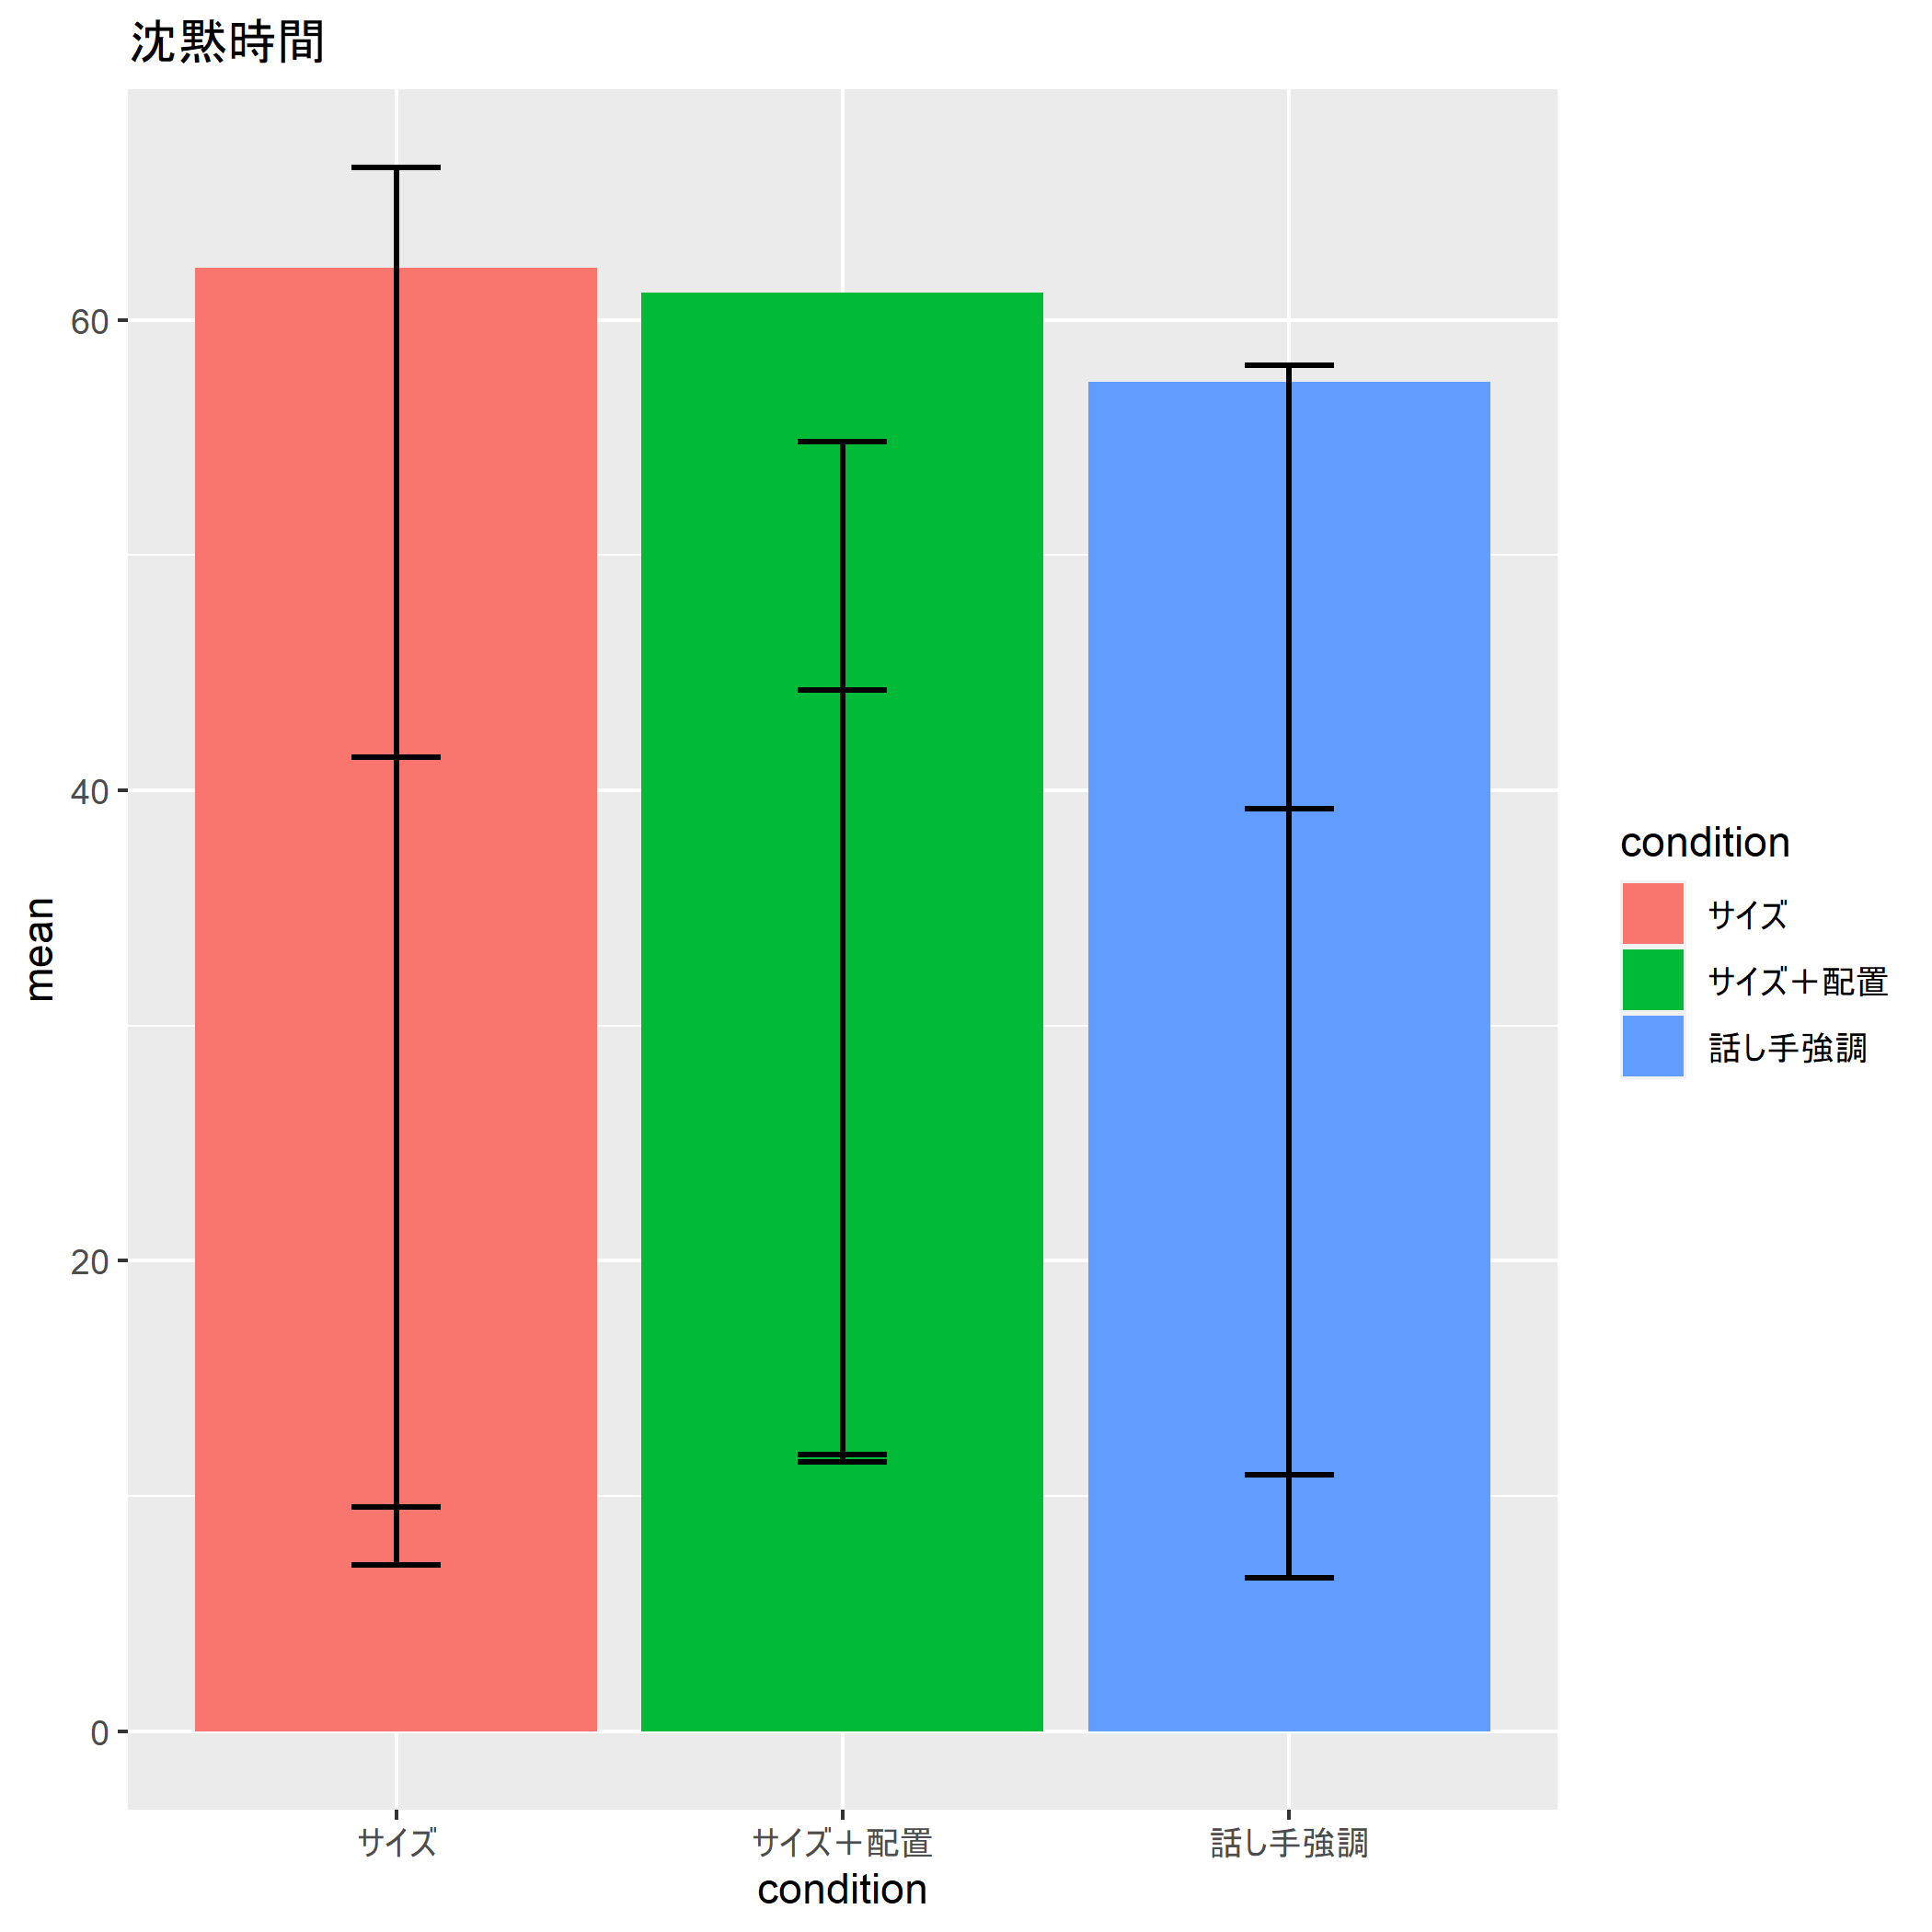 沈黙時間
60
40
20
0
mean
サイズ
サイズ＋配置
話し手強調
condition
condition
サイズ
サイズ＋配置
話し手強調